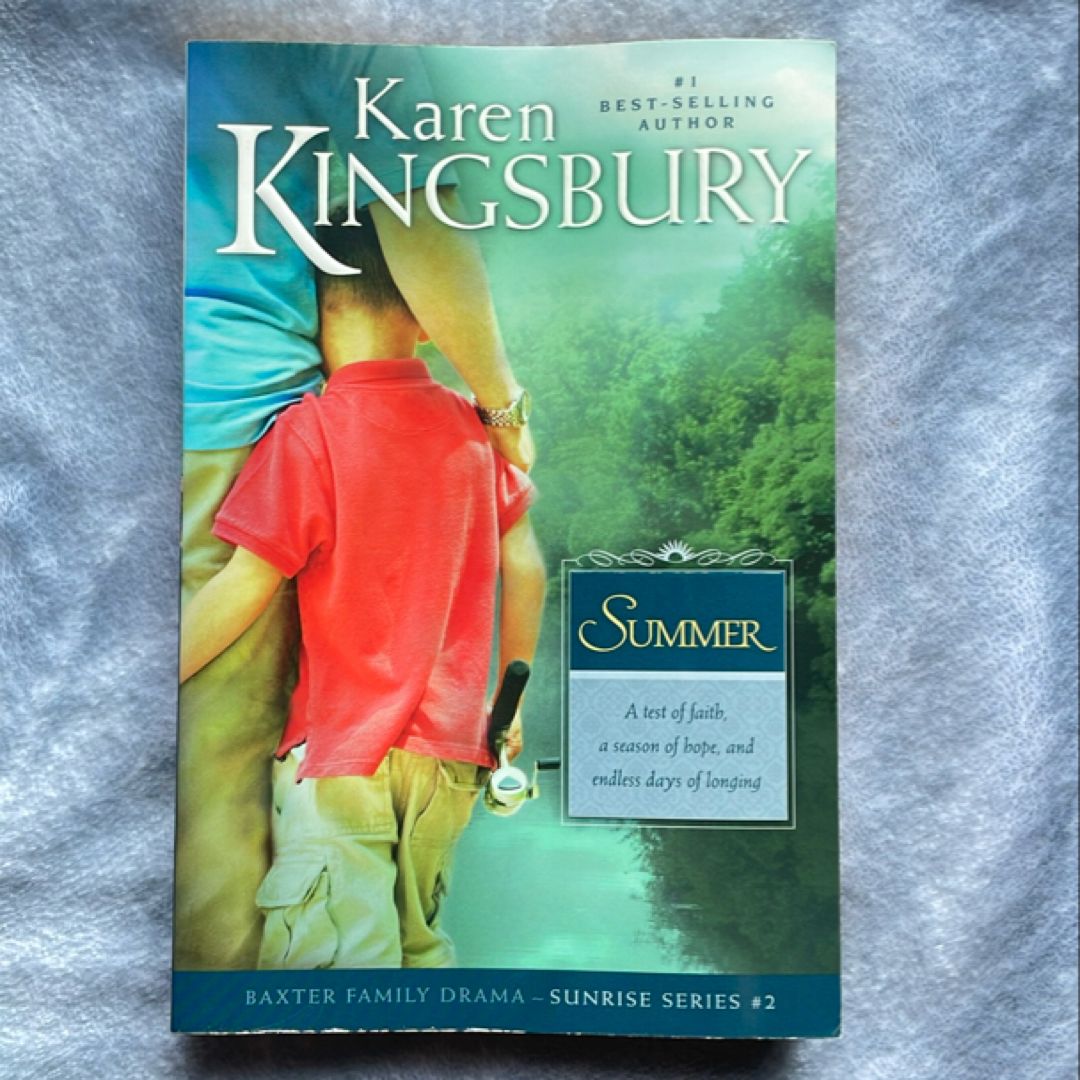 Karen
KINGSBURY
#1
BEST-SELLING
AUTHOR
SUMMER
A test of faith,
a season of hope, and
endless days of longing
BAXTER FAMILY DRAMA ~ SUNRISE SERIES #2